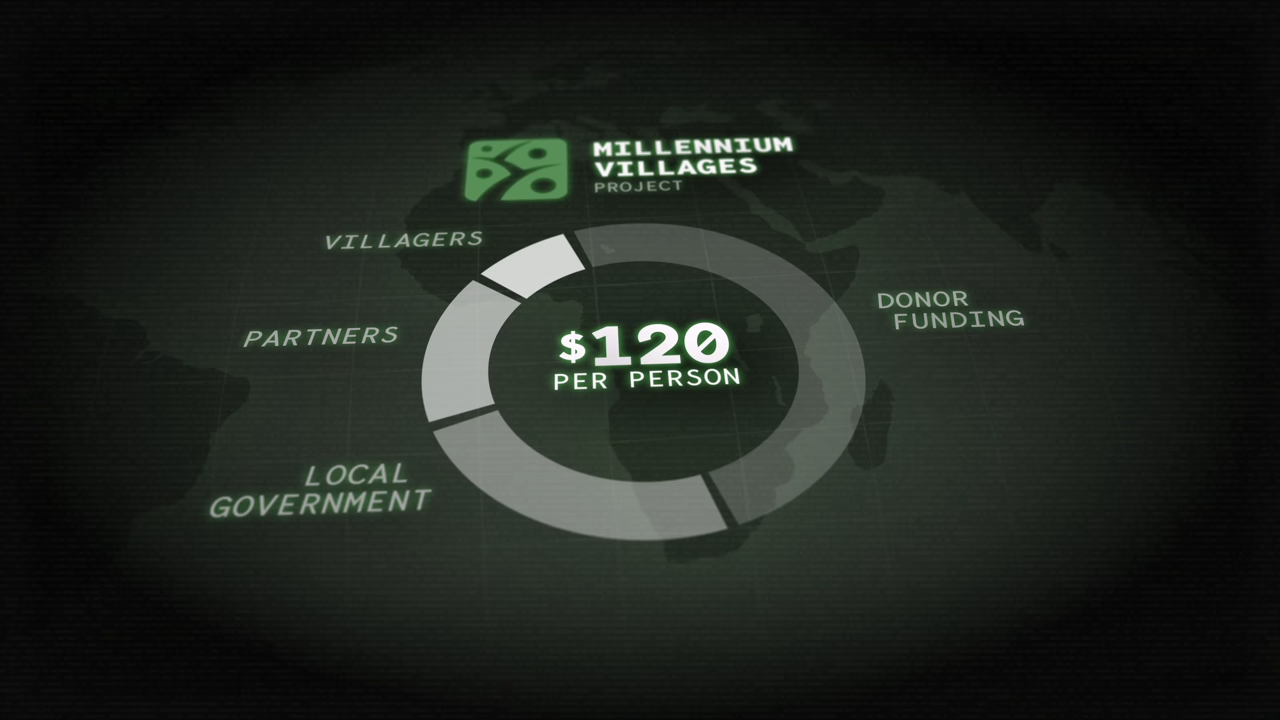 MILLENNIUM
VILLAGES
PROJECT
VILLAGERS
PARTNERS
LOCAL
GOVERNMENT
DONOR
FUNDING
$120
PER PERSON